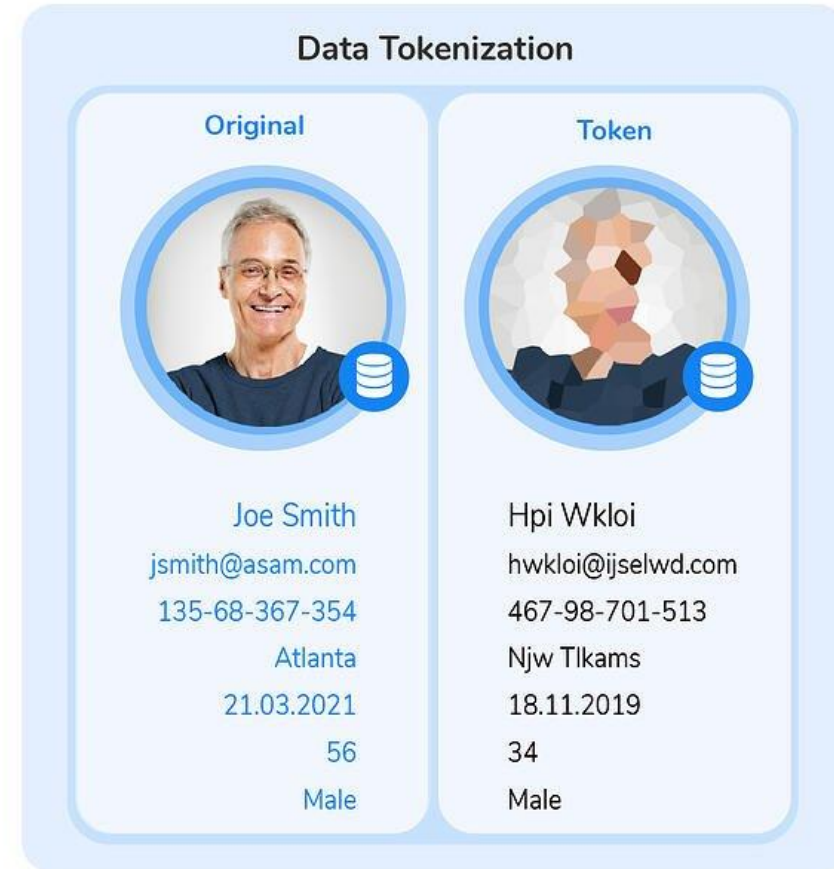 Data Tokenization
Original
Joe Smith
jsmith@asam.com
135-68-367-354
Atlanta
21.03.2021
56
Male
Token
Hpi Wkloi
hwkloi@ijselwd.com
467-98-701-513
Njw Tlkams
18.11.2019
34
Male